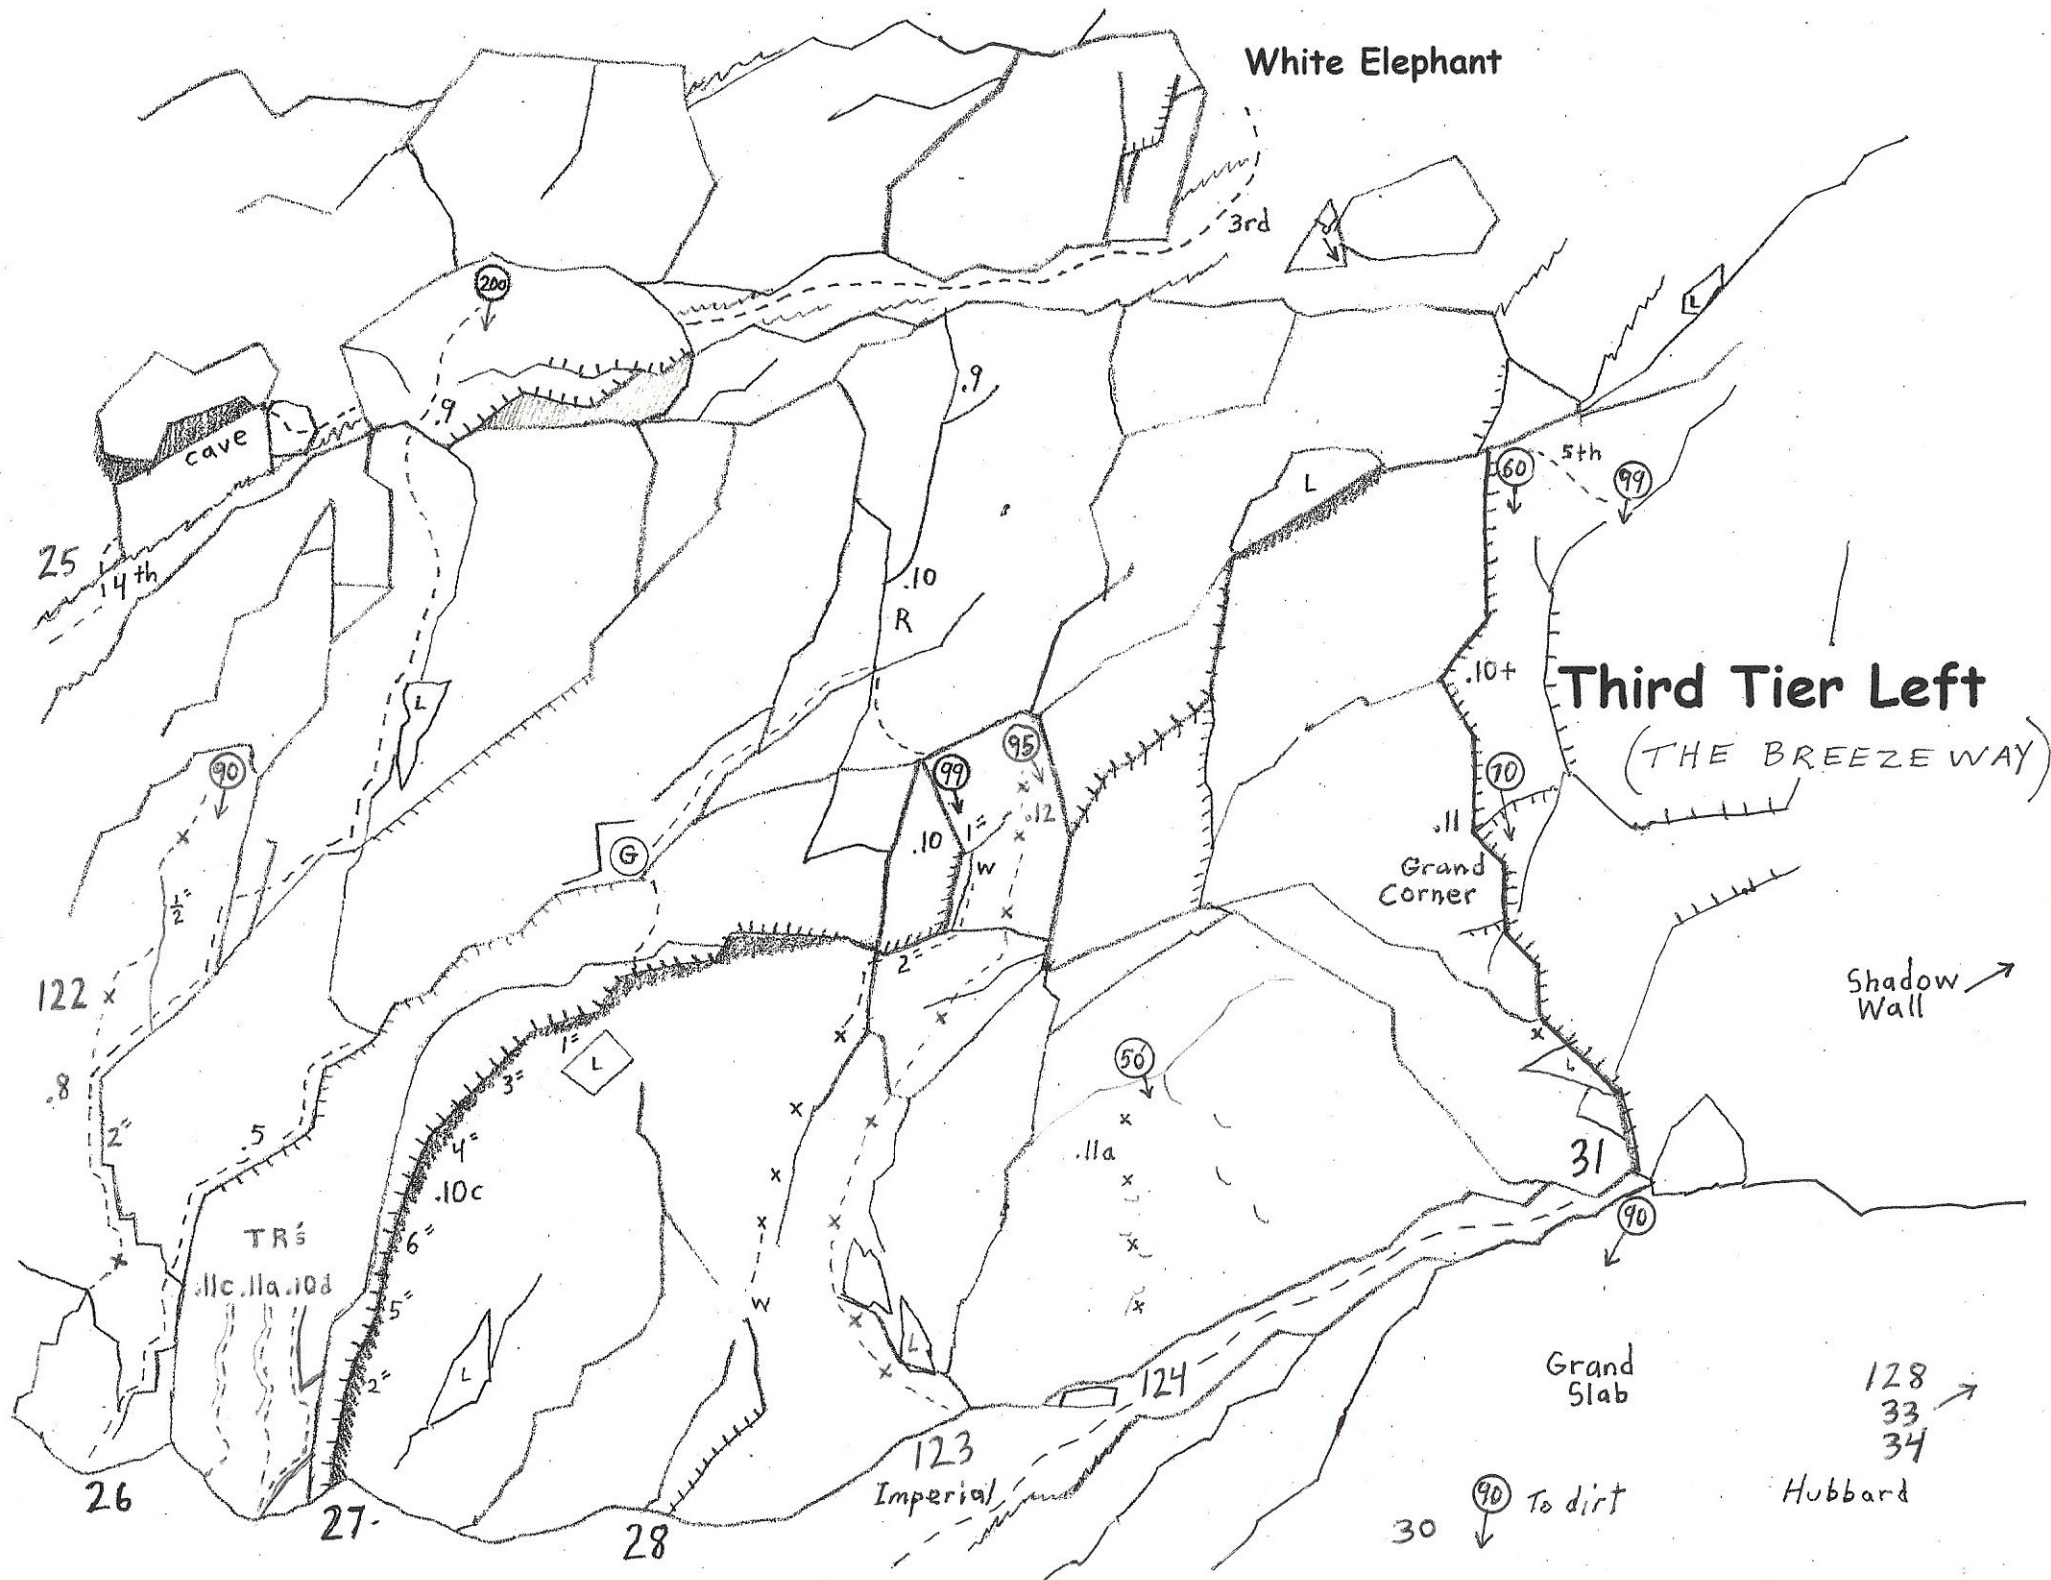 White Elephant
3rd
L
200
.9
.9
cave
L
5th
60
99
25
4th
.10
R
.10+
Third Tier Left
(THE BREEZEWAY)
L
95
90
99
70
.12
1"
.10
.11
G
W
Grand
Corner
½"
2"
122
Shadow
Wall
1"
L
50
L
3"
.8
2"
.5
4"
.11a
31
.10c
90
TR's
6"
.11c .11a .10d
5"
W
L
L
2"
124
Grand
Slab
128
33
34
123
Imperial
26
90 To dirt
Hubbard
27
28
30